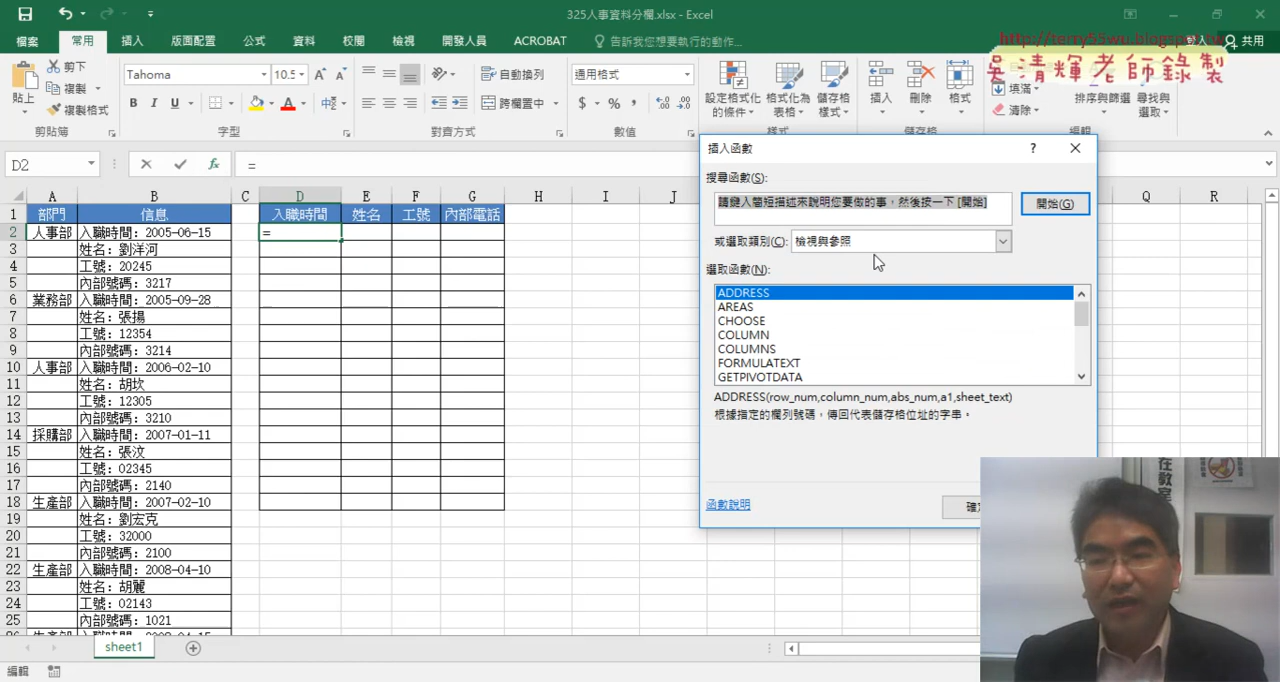 325人事資料分欄.xlsx - Excel
檔案 常用 插入 版面配置 公式 資料 校閱 檢視 開發人員 ACROBAT 告訴我您想要執行的動作... 共用
http://terry55wu.blogspot.tw
吳清輝老師錄製
貼上 剪下 複製 複製格式 剪貼簿
Tahoma 10.5 B I U 字型
自動換列 跨欄置中 對齊方式
通用格式 $ % 數值
設定格式化的條件 格式化為表格 儲存格樣式 樣式
插入 刪除 格式 儲存格
填滿 清除 排序與篩選 尋找與選取 編輯
D2 fx =
A B C D E F G H I J Q R
1 部門 信息 入職時間 姓名 工號 內部電話
2 人事部 入職時間: 2005-06-15 =
3 姓名: 劉洋河
4 工號: 20245
5 內部號碼: 3217
6 業務部 入職時間: 2005-09-28
7 姓名: 張揚
8 工號: 12354
9 內部號碼: 3214
10 人事部 入職時間: 2006-02-10
11 姓名: 胡坎
12 工號: 12305
13 內部號碼: 3210
14 採購部 入職時間: 2007-01-11
15 姓名: 張汶
16 工號: 02345
17 內部號碼: 2140
18 生產部 入職時間: 2007-02-10
19 姓名: 劉宏克
20 工號: 32000
21 內部號碼: 2100
22 生產部 入職時間: 2008-04-10
23 姓名: 胡麗
24 工號: 02143
25 內部號碼: 1021
插入函數 ?
搜尋函數(S):
請鍵入簡短描述來說明您要做的事，然後按一下 [開始]
開始(G)
或選取類別(C): 檢視與參照
選取函數(N):
ADDRESS
AREAS
CHOOSE
COLUMN
COLUMNS
FORMULATEXT
GETPIVOTDATA
ADDRESS(row_num,column_num,abs_num,a1,sheet_text)
根據指定的欄列號碼，傳回代表儲存格位址的字串。
函數說明
在教室
sheet1
編輯